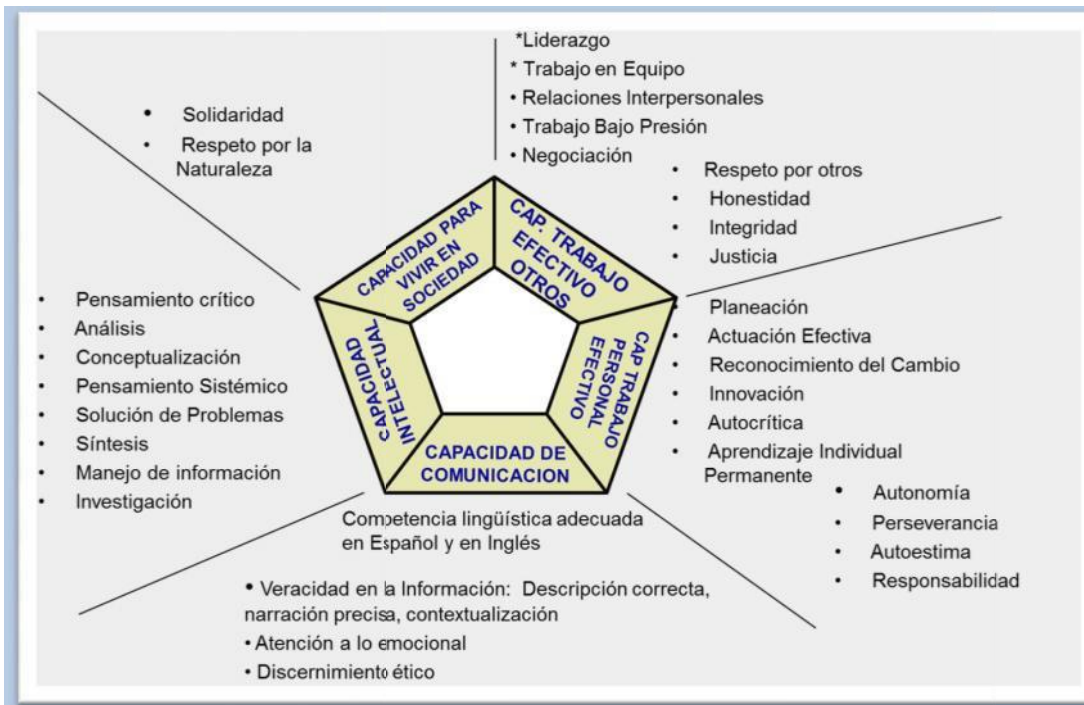 *Liderazgo
* Trabajo en Equipo
• Relaciones Interpersonales
• Trabajo Bajo Presión
• Negociación
• Solidaridad
• Respeto por la
Naturaleza
• Respeto por otros
• Honestidad
• Integridad
• Justicia
CAPACIDAD PARA
VIVIR EN
SOCIEDAD
CAP. TRABAJO
EFECTIVO
OTROS
• Pensamiento crítico
• Análisis
• Conceptualización
• Pensamiento Sistémico
• Solución de Problemas
• Síntesis
• Manejo de información
• Investigación
CAPACIDAD
INTELECTUAL
CAP TRABAJO
PERSONAL
EFECTIVO
• Planeación
• Actuación Efectiva
• Reconocimiento del Cambio
• Innovación
• Autocrítica
• Aprendizaje Individual
Permanente
CAPACIDAD DE
COMUNICACION
• Autonomía
• Perseverancia
• Autoestima
• Responsabilidad
Competencia lingüística adecuada
en Español y en Inglés
• Veracidad en la Información: Descripción correcta,
narración precisa, contextualización
• Atención a lo emocional
• Discernimiento ético